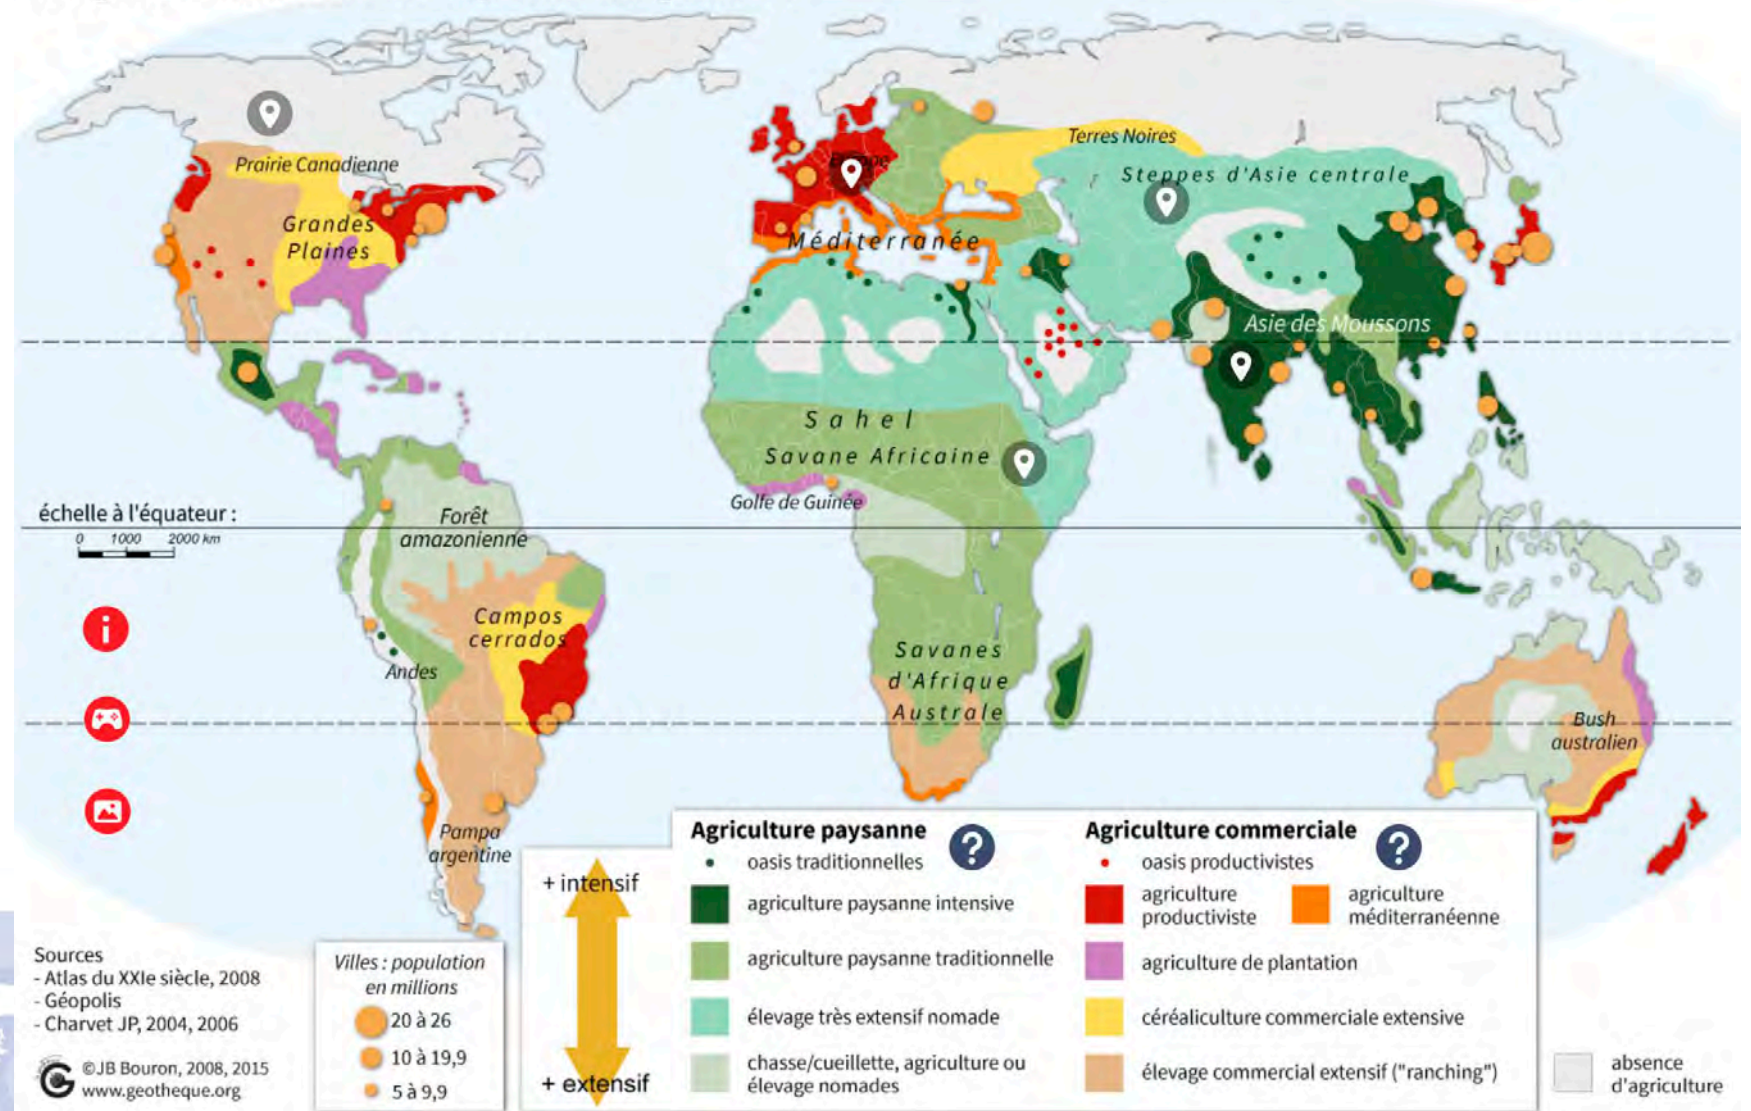 Prairie Canadienne
Grandes
Plaines
Europe
Terres Noires
Steppes d'Asie centrale
Méditerranée
Asie des Moussons
Sahel
Savane Africaine
Golfe de Guinée
échelle à l'équateur :
0 1000 2000 km
Forêt
amazonienne
Campos
cerrados
Andes
Savanes
d'Afrique
Australe
Bush
australien
Pampa
argentine
Sources
- Atlas du XXIe siècle, 2008
- Géopolis
- Charvet JP, 2004, 2006
©JB Bouron, 2008, 2015
www.geotheque.org
Villes : population
en millions
20 à 26
10 à 19,9
5 à 9,9
+ intensif
+ extensif
Agriculture paysanne ?
oasis traditionnelles
agriculture paysanne intensive
agriculture paysanne traditionnelle
élevage très extensif nomade
chasse/cueillette, agriculture ou
élevage nomades
Agriculture commerciale ?
oasis productivistes
agriculture
productiviste
agriculture
méditerranéenne
agriculture de plantation
céréaliculture commerciale extensive
élevage commercial extensif ("ranching")
absence
d'agriculture